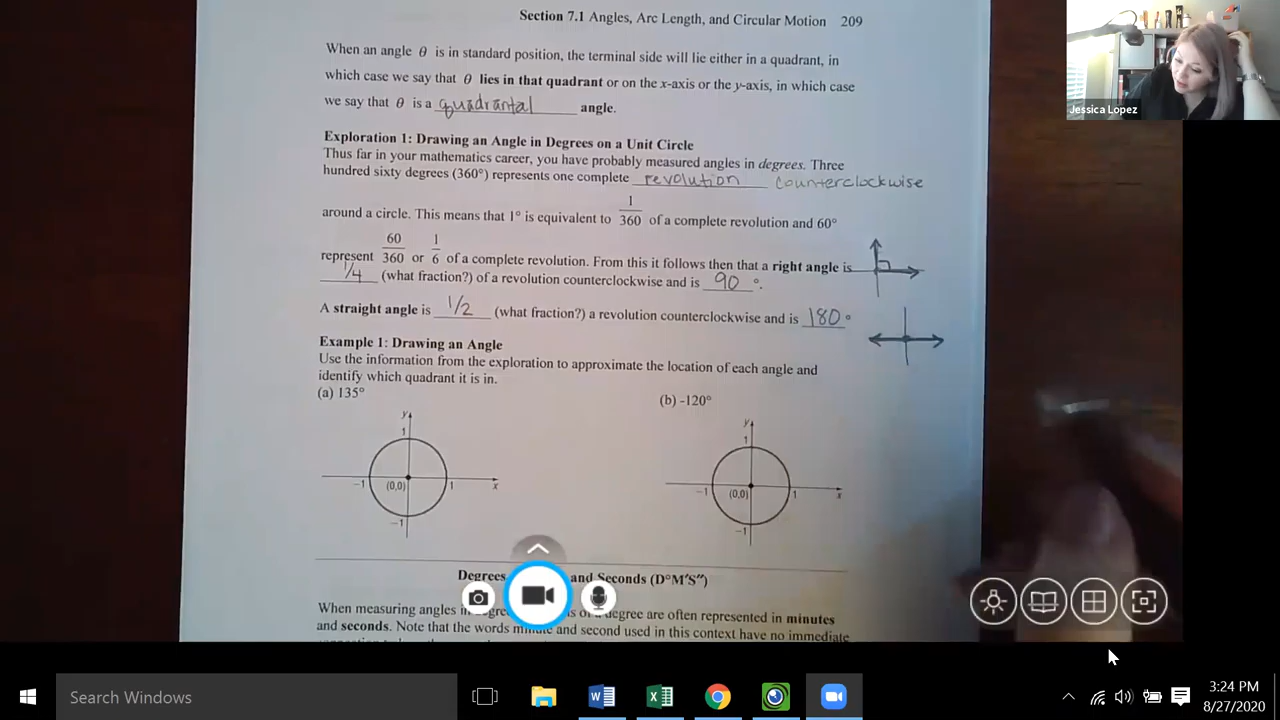 Section 7.1 Angles, Arc Length, and Circular Motion 209
When an angle θ is in standard position, the terminal side will lie either in a quadrant, in
which case we say that θ lies in that quadrant or on the x-axis or the y-axis, in which case
we say that θ is a quadrantal angle.
Jessica Lopez
Exploration 1: Drawing an Angle in Degrees on a Unit Circle
Thus far in your mathematics career, you have probably measured angles in degrees. Three
hundred sixty degrees (360°) represents one complete revolution counterclockwise
around a circle. This means that 1° is equivalent to 1/360 of a complete revolution and 60°
represent 60/360 or 1/6 of a complete revolution. From this it follows then that a right angle is
1/4 (what fraction?) of a revolution counterclockwise and is 90 °.
A straight angle is 1/2 (what fraction?) a revolution counterclockwise and is 180 °
Example 1: Drawing an Angle
Use the information from the exploration to approximate the location of each angle and
identify which quadrant it is in.
(a) 135° (b) -120°
y y
1 1
-1 (0,0) 1 x -1 (0,0) 1 x
-1 -1
Degrees and Seconds (D°M'S")
When measuring angles in degree are often represented in minutes
and seconds. Note that the words and second used in this context have no immediate
Search Windows
3:24 PM
8/27/2020